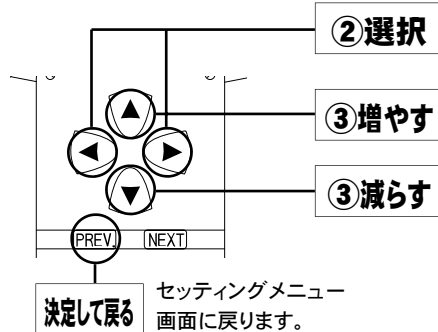 ②選択
③増やす
③減らす
PREV.
NEXT
決定して戻る
セッティングメニュー
画面に戻ります。